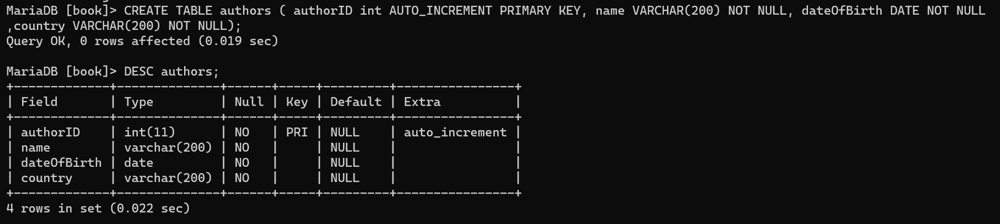 MariaDB [book]> CREATE TABLE authors ( authorID int AUTO_INCREMENT PRIMARY KEY, name VARCHAR(200) NOT NULL, dateOfBirth DATE NOT NULL
,country VARCHAR(200) NOT NULL);
Query OK, 0 rows affected (0.019 sec)

MariaDB [book]> DESC authors;
+-------------+--------------+------+-----+---------+----------------+
| Field       | Type         | Null | Key | Default | Extra          |
+-------------+--------------+------+-----+---------+----------------+
| authorID    | int(11)      | NO   | PRI | NULL    | auto_increment |
| name        | varchar(200) | NO   |     | NULL    |                |
| dateOfBirth | date         | NO   |     | NULL    |                |
| country     | varchar(200) | NO   |     | NULL    |                |
+-------------+--------------+------+-----+---------+----------------+
4 rows in set (0.022 sec)